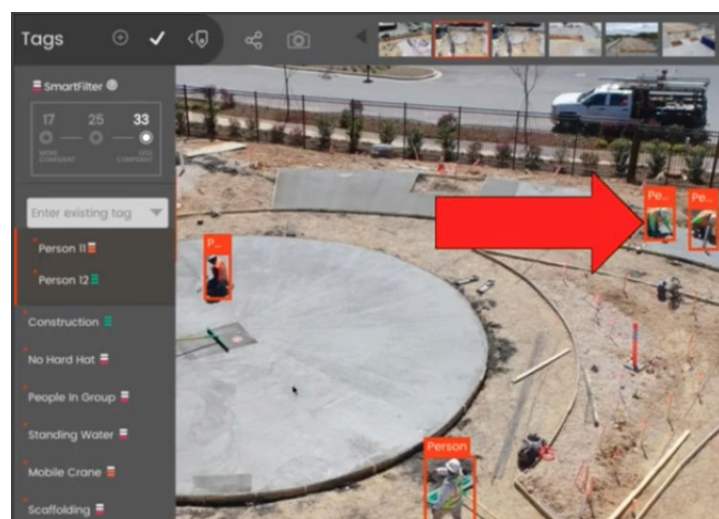 Tags
SmartFilter
17 25 33
MORE CONFIDENT
LESS CONFIDENT
Enter existing tag
Person 11
Person 12
Construction
No Hard Hat
People In Group
Standing Water
Mobile Crane
Scaffolding
P...
Pe...
Pe...
Person